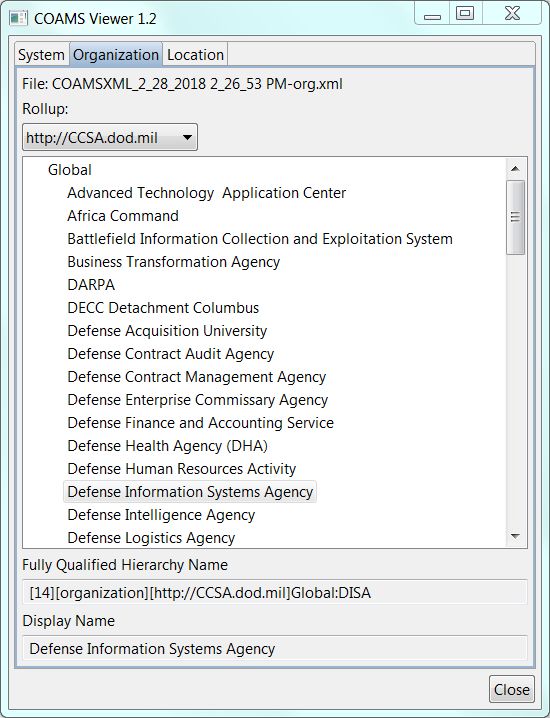 COAMS Viewer 1.2
System Organization Location
File: COAMSXML_2_28_2018 2_26_53 PM-org.xml
Rollup:
http://CCSA.dod.mil
Global
Advanced Technology  Application Center
Africa Command
Battlefield Information Collection and Exploitation System
Business Transformation Agency
DARPA
DECC Detachment Columbus
Defense Acquisition University
Defense Contract Audit Agency
Defense Contract Management Agency
Defense Enterprise Commissary Agency
Defense Finance and Accounting Service
Defense Health Agency (DHA)
Defense Human Resources Activity
Defense Information Systems Agency
Defense Intelligence Agency
Defense Logistics Agency
Fully Qualified Hierarchy Name
[14][organization][http://CCSA.dod.mil]Global:DISA
Display Name
Defense Information Systems Agency
Close